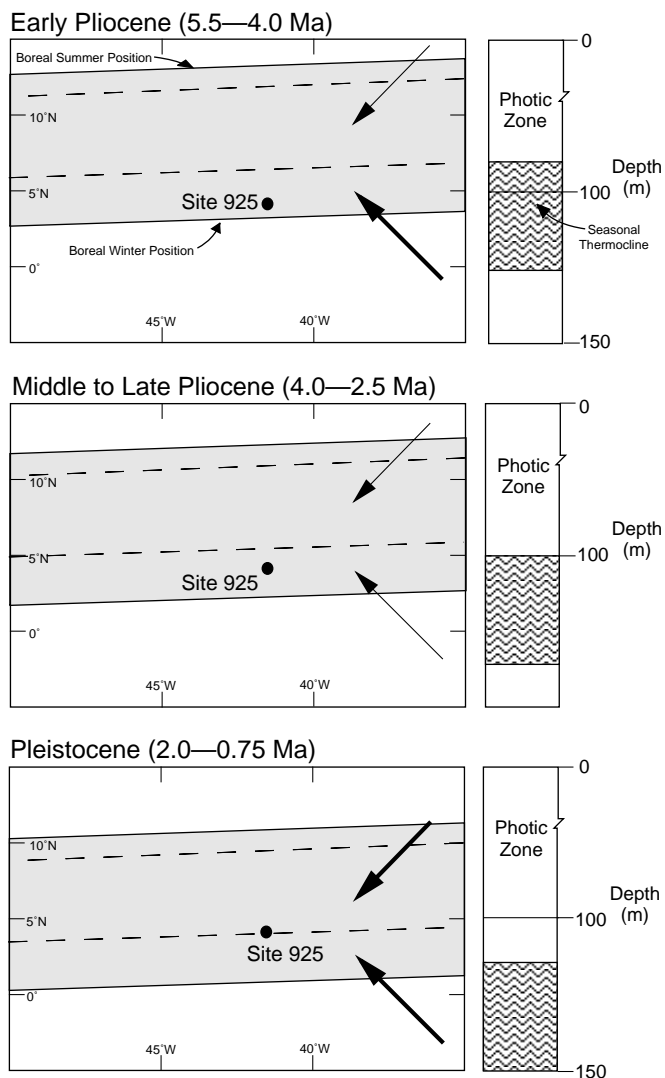 Early Pliocene (5.5—4.0 Ma)
Boreal Summer Position
10˚N
5˚N
Site 925
Boreal Winter Position
0˚
45˚W
40˚W
0
Photic
Zone
Depth
(m)
100
Seasonal
Thermocline
150
Middle to Late Pliocene (4.0—2.5 Ma)
10˚N
5˚N
Site 925
0˚
45˚W
40˚W
0
Photic
Zone
Depth
(m)
100
150
Pleistocene (2.0—0.75 Ma)
10˚N
5˚N
Site 925
0˚
45˚W
40˚W
0
Photic
Zone
Depth
(m)
100
150